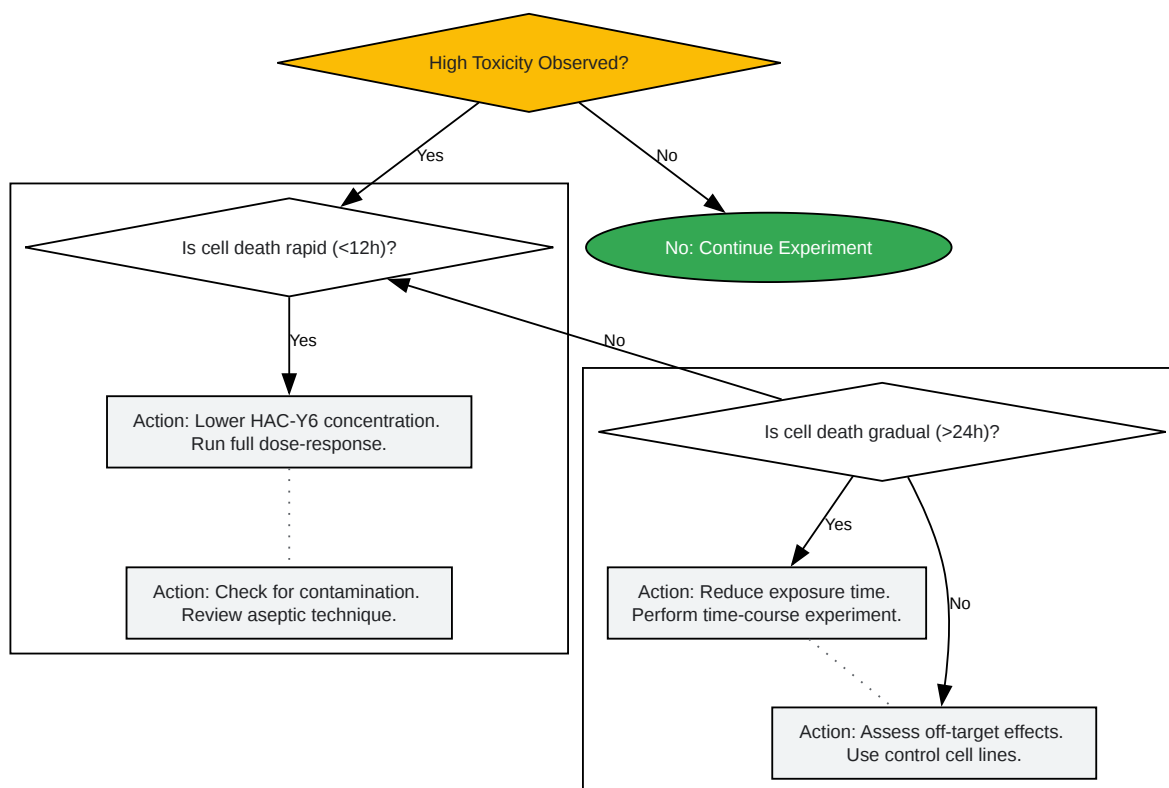 High Toxicity Observed?
Yes
No
Is cell death rapid (<12h)?
No: Continue Experiment
Yes
No
Action: Lower HAC-Y6 concentration.
Run full dose-response.
Is cell death gradual (>24h)?
Yes
No
Action: Check for contamination.
Review aseptic technique.
Action: Reduce exposure time.
Perform time-course experiment.
Action: Assess off-target effects.
Use control cell lines.